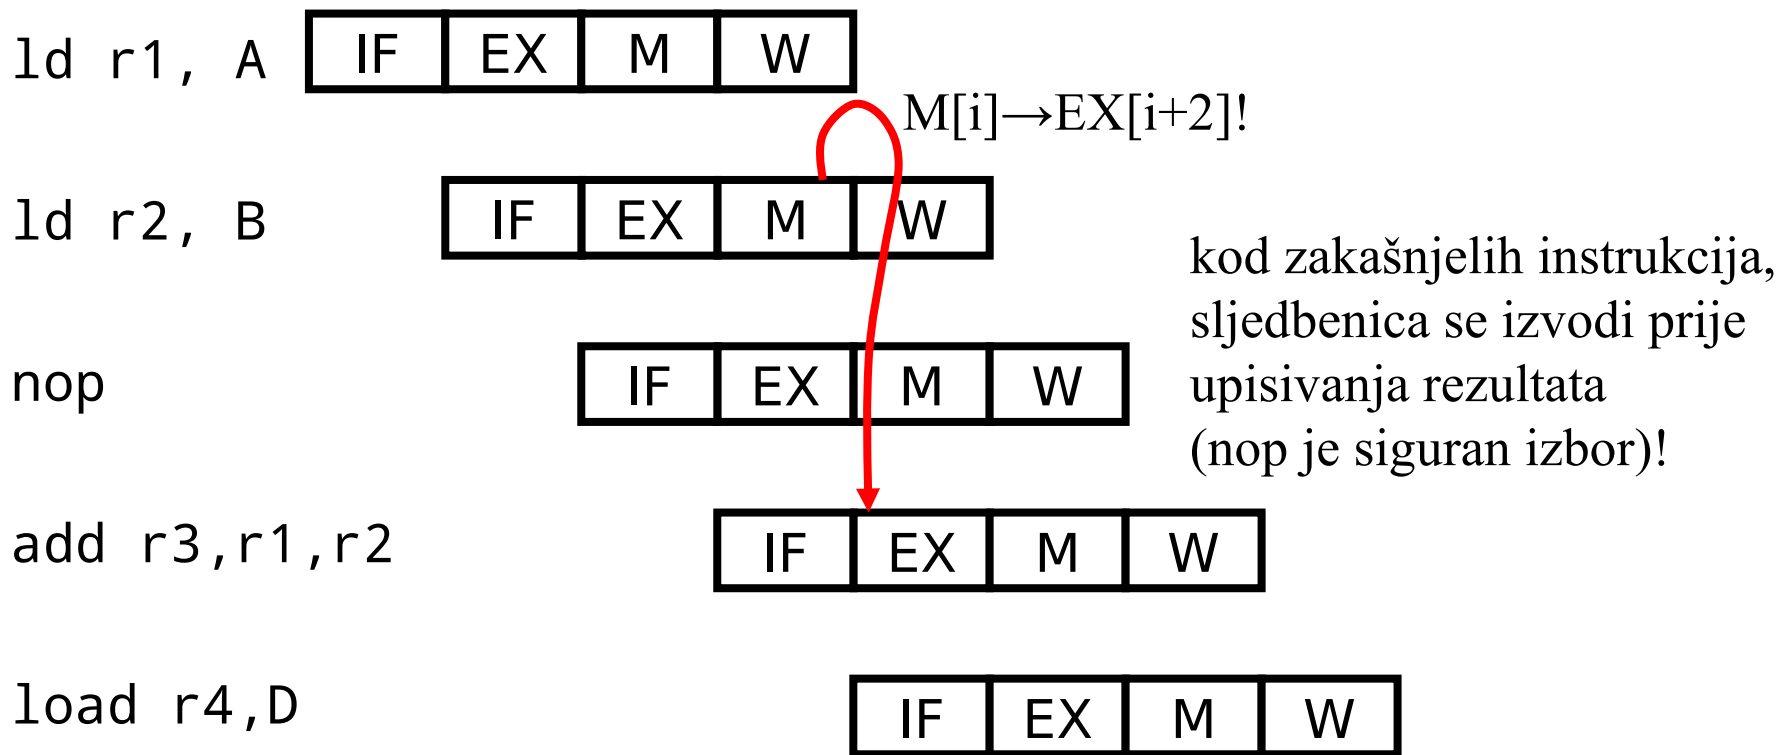 ld r1, A IF EX M W
M[i]→EX[i+2]!
ld r2, B IF EX M W
kod zakašnjelih instrukcija,
sljedbenica se izvodi prije
nop IF EX M W
upisivanja rezultata
(nop je siguran izbor)!
add r3,r1,r2 IF EX M W
load r4,D IF EX M W